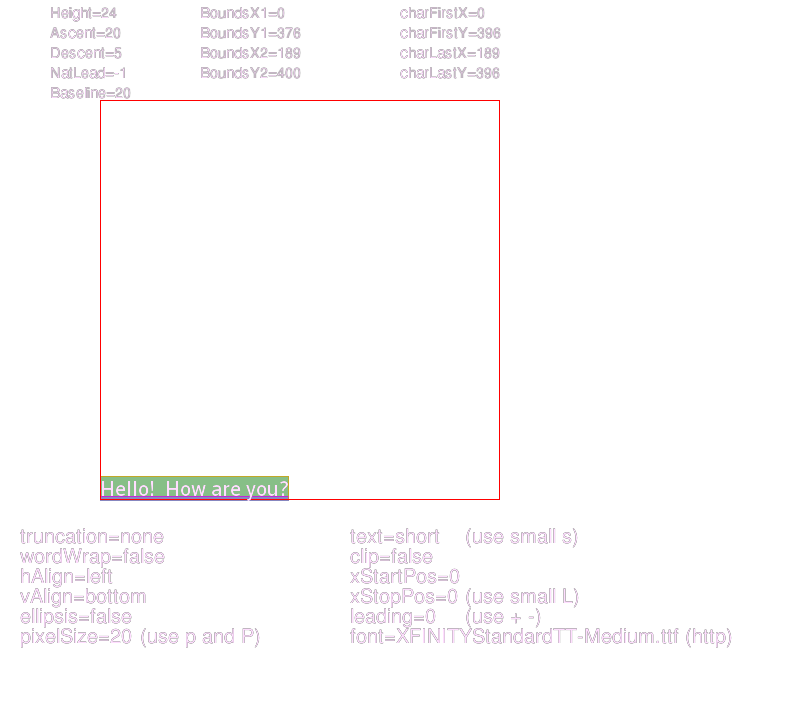 Height=24 BoundsX1=0 charFirstX=0
Ascent=20 BoundsY1=376 charFirstY=396
Descent=5 BoundsX2=189 charLastX=189
NatLead=-1 BoundsY2=400 charLastY=396
Baseline=20
Hello!  How are you?
truncation=none text=short (use small s)
wordWrap=false clip=false
hAlign=left xStartPos=0
vAlign=bottom xStopPos=0 (use small L)
ellipsis=false leading=0 (use + -)
pixelSize=20 (use p and P) font=XFINITYStandardTT-Medium.ttf (http)